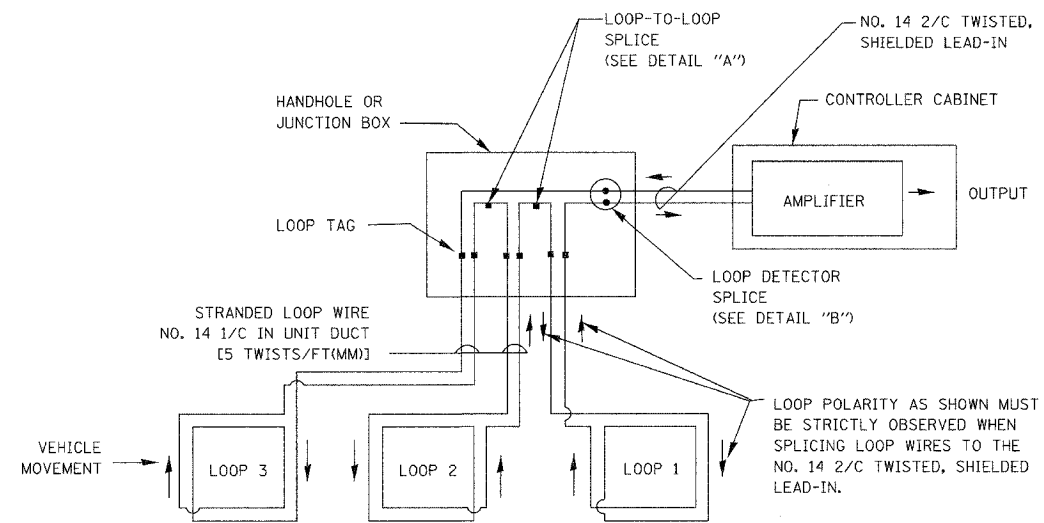 LOOP-TO-LOOP
SPLICE
(SEE DETAIL "A")
NO. 14 2/C TWISTED,
SHIELDED LEAD-IN
HANDHOLE OR
JUNCTION BOX
CONTROLLER CABINET
AMPLIFIER
OUTPUT
LOOP TAG
LOOP DETECTOR
SPLICE
(SEE DETAIL "B")
STRANDED LOOP WIRE
NO. 14 1/C IN UNIT DUCT
[5 TWISTS/FT(MM)]
LOOP POLARITY AS SHOWN MUST
BE STRICTLY OBSERVED WHEN
SPLICING LOOP WIRES TO THE
NO. 14 2/C TWISTED, SHIELDED
LEAD-IN.
VEHICLE
MOVEMENT
LOOP 3
LOOP 2
LOOP 1